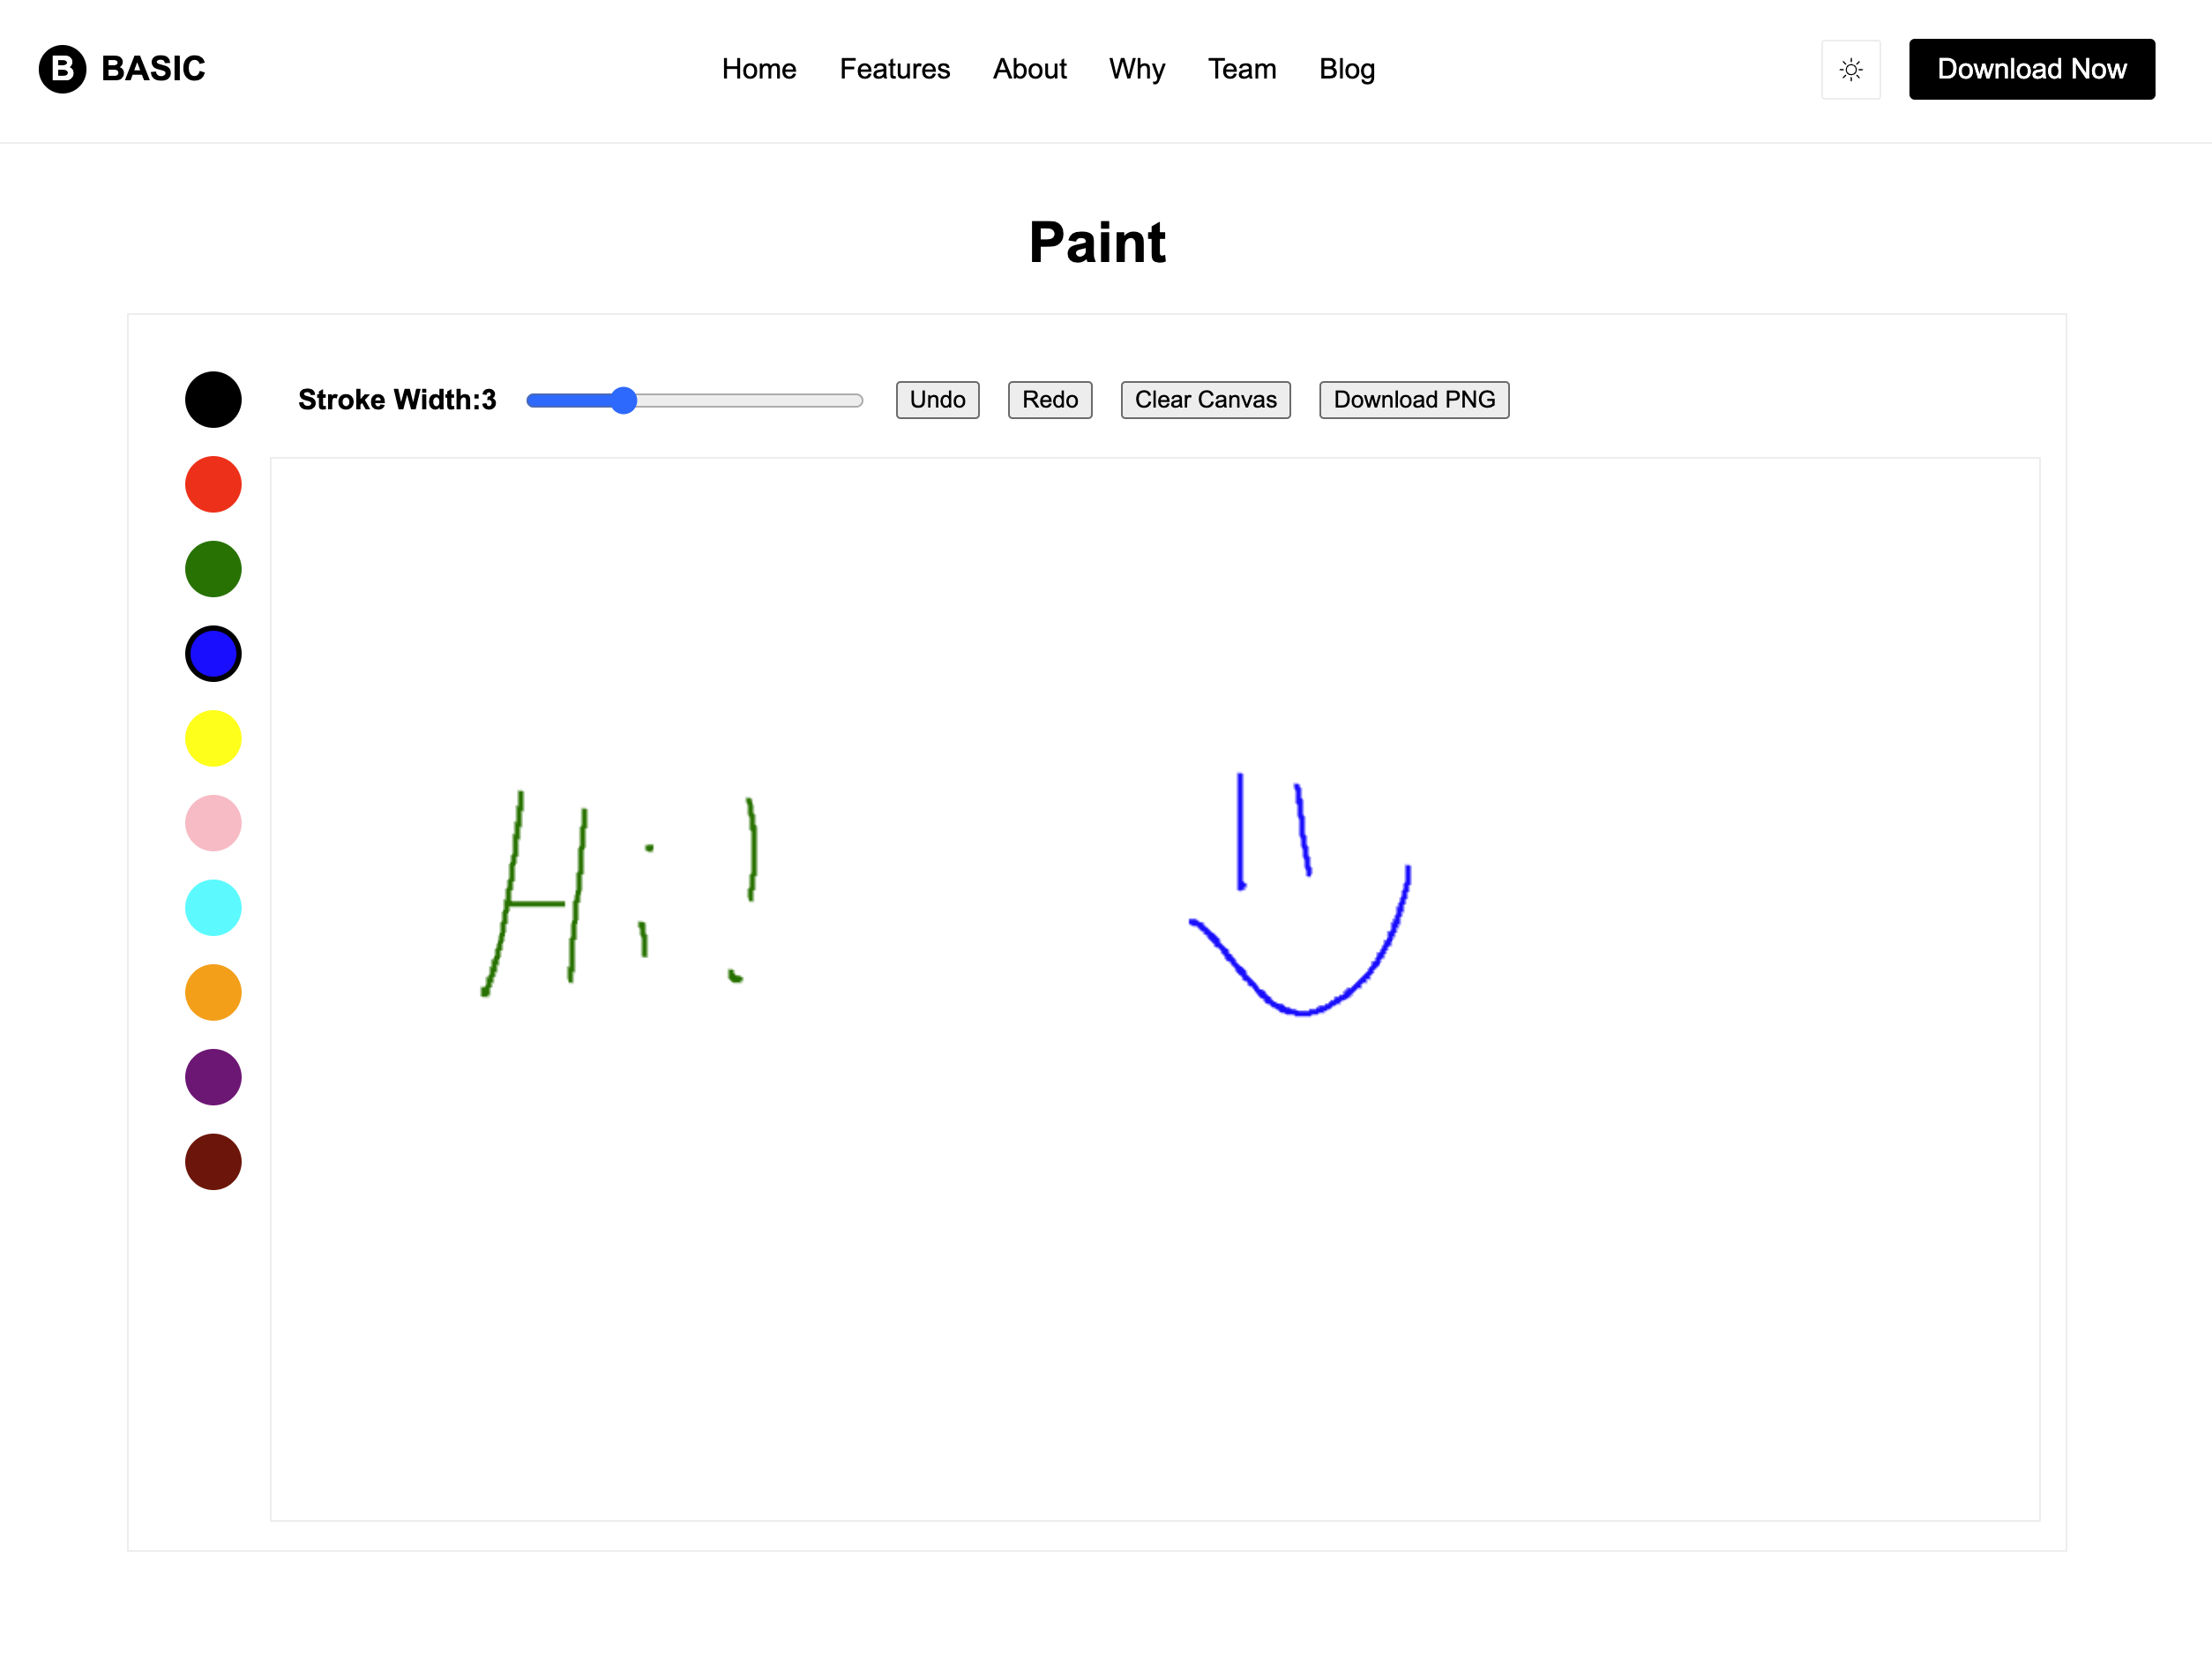 B BASIC Home Features About Why Team Blog Download Now
Paint
Stroke Width:3 Undo Redo Clear Canvas Download PNG
Hi!